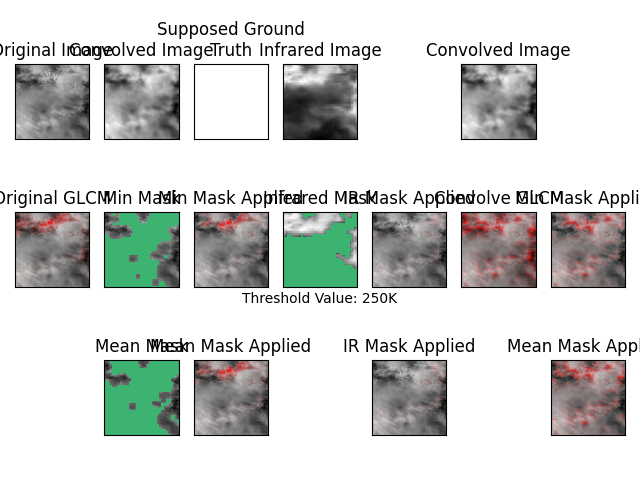 Supposed Ground
Original Image Convolved Image Truth Infrared Image Convolved Image
Original GLCM Min Mask Min Mask Applied Infrared Mask IR Mask Applied Convolve GLCM Min Mask Appli
Threshold Value: 250K
Mean Mask Mean Mask Applied IR Mask Applied Mean Mask Appl